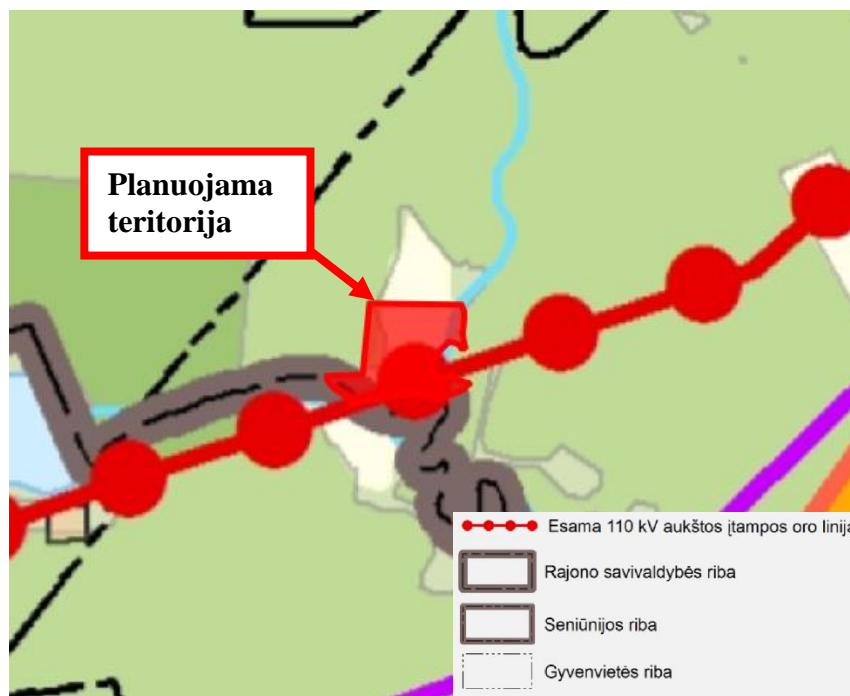 Planuojama
teritorija
Esama 110 kV aukštos įtampos oro linija
Rajono savivaldybės riba
Seniūnijos riba
Gyvenvietės riba